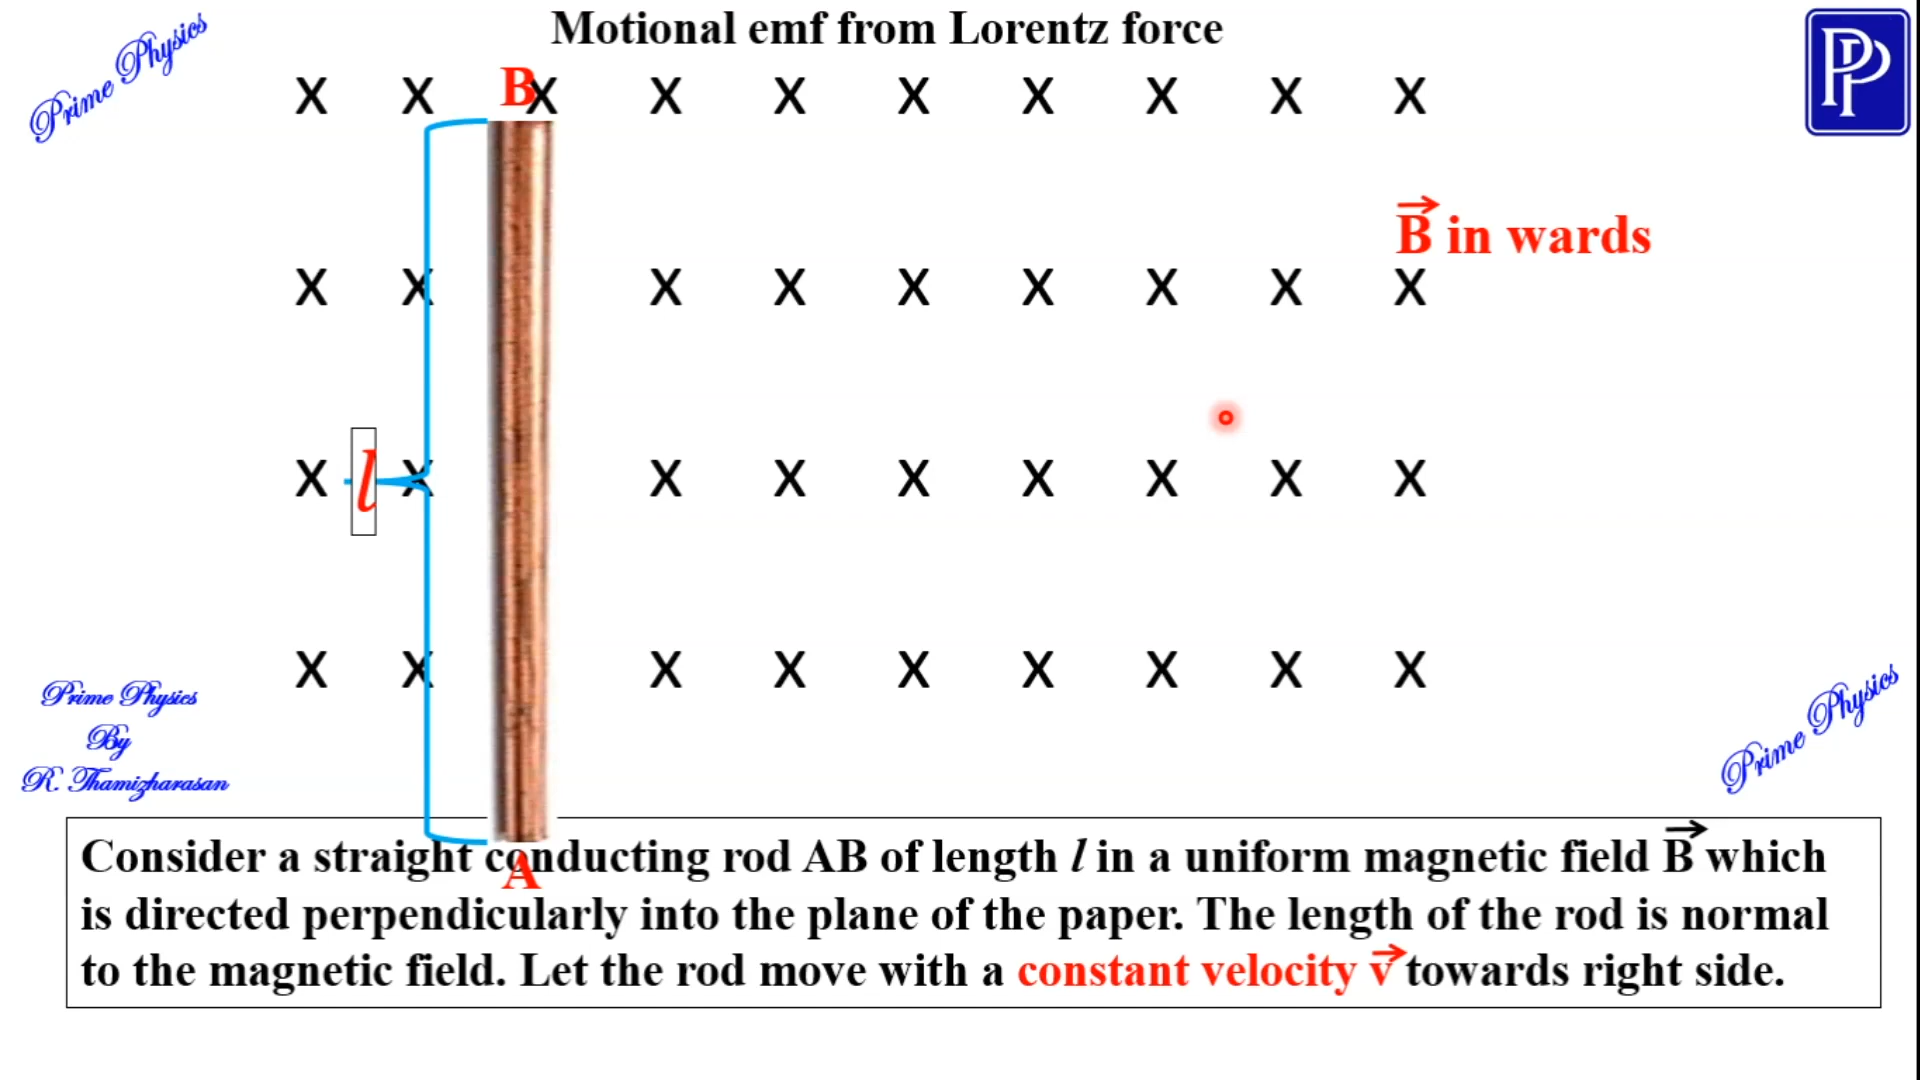 Motional emf from Lorentz force
Prime Physics
PP
B
X X X X X X X X X X
B⃗ in wards
X X X X X X X X X
l
X X X X X X X X X
X X X X X X X X X
Prime Physics
By
R. Thamizharasan
Prime Physics
Consider a straight conducting rod AB of length l in a uniform magnetic field B⃗ which
A
is directed perpendicularly into the plane of the paper. The length of the rod is normal
to the magnetic field. Let the rod move with a constant velocity v⃗ towards right side.